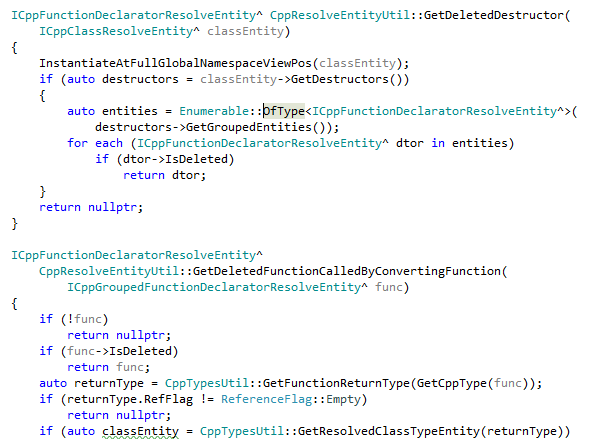 ICppFunctionDeclaratorResolveEntity^ CppResolveEntityUtil::GetDeletedDestructor(
    ICppClassResolveEntity^ classEntity)
{
    InstantiateAtFullGlobalNamespaceViewPos(classEntity);
    if (auto destructors = classEntity->GetDestructors())
    {
        auto entities = Enumerable::OfType<ICppFunctionDeclaratorResolveEntity^>(
            destructors->GetGroupedEntities());
        for each (ICppFunctionDeclaratorResolveEntity^ dtor in entities)
            if (dtor->IsDeleted)
                return dtor;
    }
    return nullptr;
}

ICppFunctionDeclaratorResolveEntity^
    CppResolveEntityUtil::GetDeletedFunctionCalledByConvertingFunction(
        ICppGroupedFunctionDeclaratorResolveEntity^ func)
{
    if (!func)
        return nullptr;
    if (func->IsDeleted)
        return func;
    auto returnType = CppTypesUtil::GetFunctionReturnType(GetCppType(func));
    if (returnType.RefFlag != ReferenceFlag::Empty)
        return nullptr;
    if (auto classEntity = CppTypesUtil::GetResolvedClassTypeEntity(returnType))